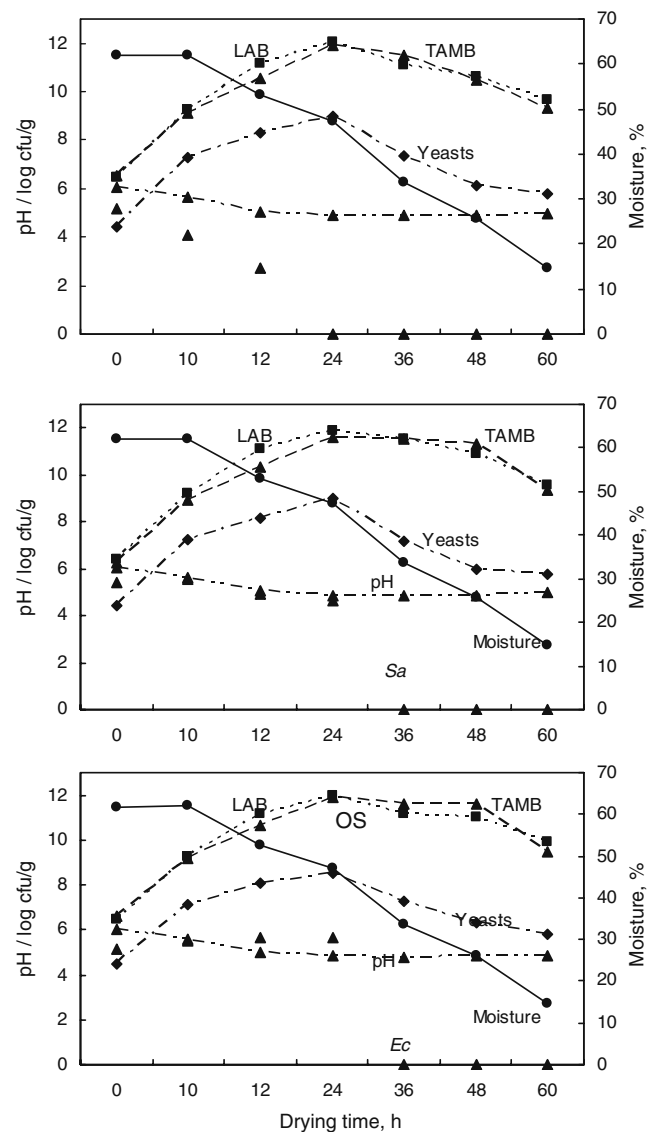 70
12
LAB
TAMB
60
10
50
8
Yeasts
40
6
30
4
20
2
10
0
0
0 10 12 24 36 48 60
pH / log cfu/g
Moisture, %
70
12
LAB
TAMB
60
10
50
8
Yeasts
40
6
pH
30
4
Moisture
20
2
Sa
10
0
0
0 10 12 24 36 48 60
pH / log cfu/g
Moisture, %
70
12
LAB
TAMB
60
OS
10
50
8
Yeasts
40
6
pH
30
4
Moisture
20
2
Ec
10
0
0
0 10 12 24 36 48 60
pH / log cfu/g
Moisture, %
Drying time, h